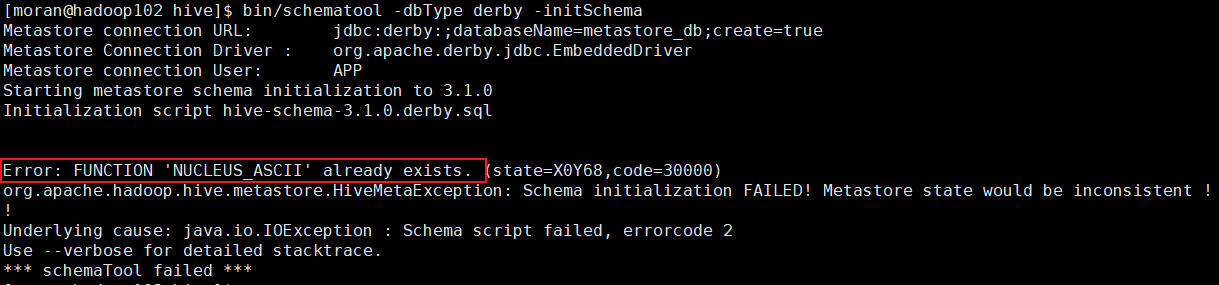 [moran@hadoop102 hive]$ bin/schematool -dbType derby -initSchema
Metastore connection URL:        jdbc:derby:;databaseName=metastore_db;create=true
Metastore Connection Driver :    org.apache.derby.jdbc.EmbeddedDriver
Metastore connection User:       APP
Starting metastore schema initialization to 3.1.0
Initialization script hive-schema-3.1.0.derby.sql
Error: FUNCTION 'NUCLEUS_ASCII' already exists. (state=X0Y68,code=30000)
org.apache.hadoop.hive.metastore.HiveMetaException: Schema initialization FAILED! Metastore state would be inconsistent !
!
Underlying cause: java.io.IOException : Schema script failed, errorcode 2
Use --verbose for detailed stacktrace.
*** schemaTool failed ***